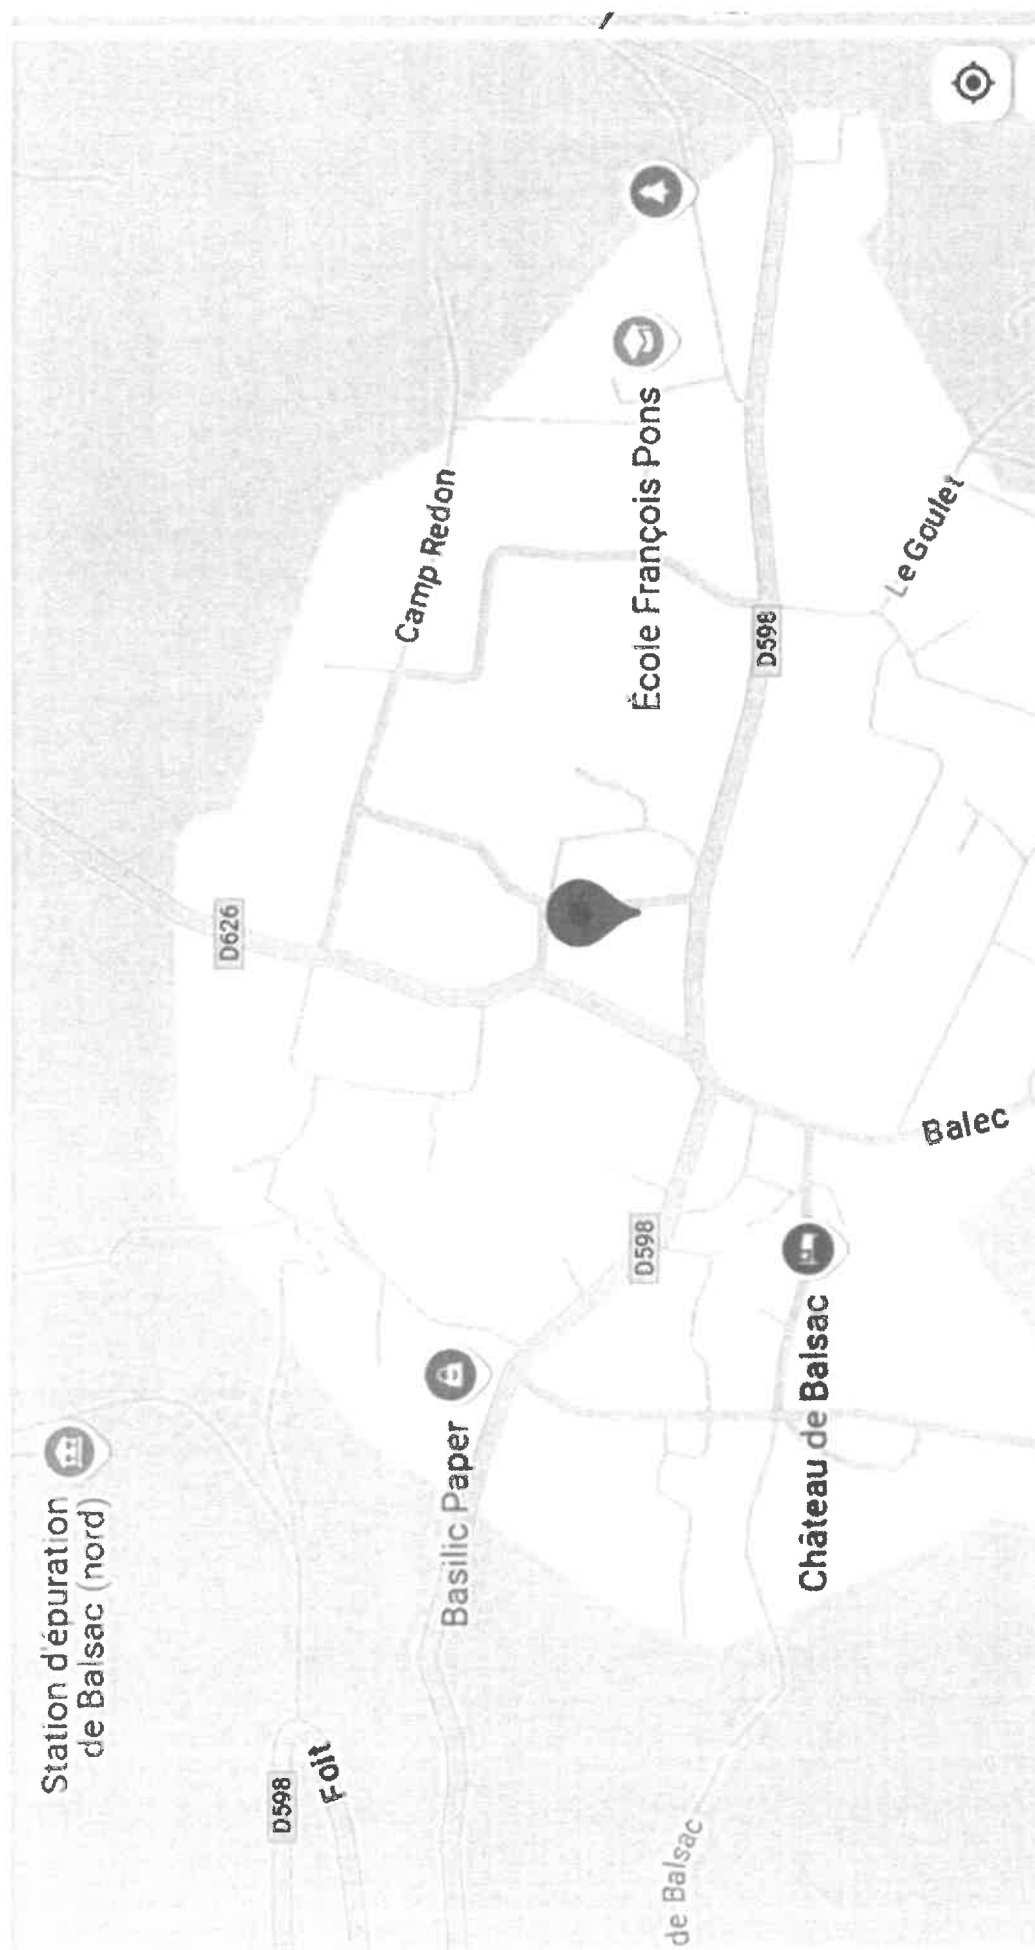 Station d'épuration
de Balsac (nord)
D626
D598
Folt
Camp Redon
Basilic Paper
École François Pons
D598
D598
de Balsac
Château de Balsac
Le Goulet
Balec